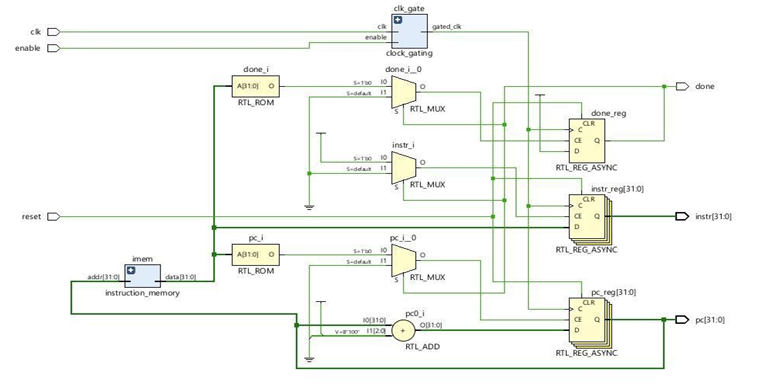 clk_gate
clk
clk
gated_clk
enable
enable
clock_gating
done_i
done_i__0
A[31:0] O
S=1'b0 I0
O
done
S=default I1
RTL_ROM
S
RTL_MUX
done_reg
CLR
C
CE Q
D
instr_i
RTL_REG_ASYNC
S=1'b0 I0
O
S=default I1
S
RTL_MUX
instr_reg[31:0]
CLR
C
reset
CE Q
instr[31:0]
D
pc_i
pc_i__0
RTL_REG_ASYNC
A[31:0] O
S=1'b0 I0
O
imem
S=default I1
RTL_ROM
addr[31:0]
data[31:0]
S
RTL_MUX
instruction_memory
pc_reg[31:0]
CLR
pc0_i
C
I0[31:0]
CE Q
pc[31:0]
V=B"100" I1[2:0]
+
O[31:0]
D
RTL_ADD
RTL_REG_ASYNC